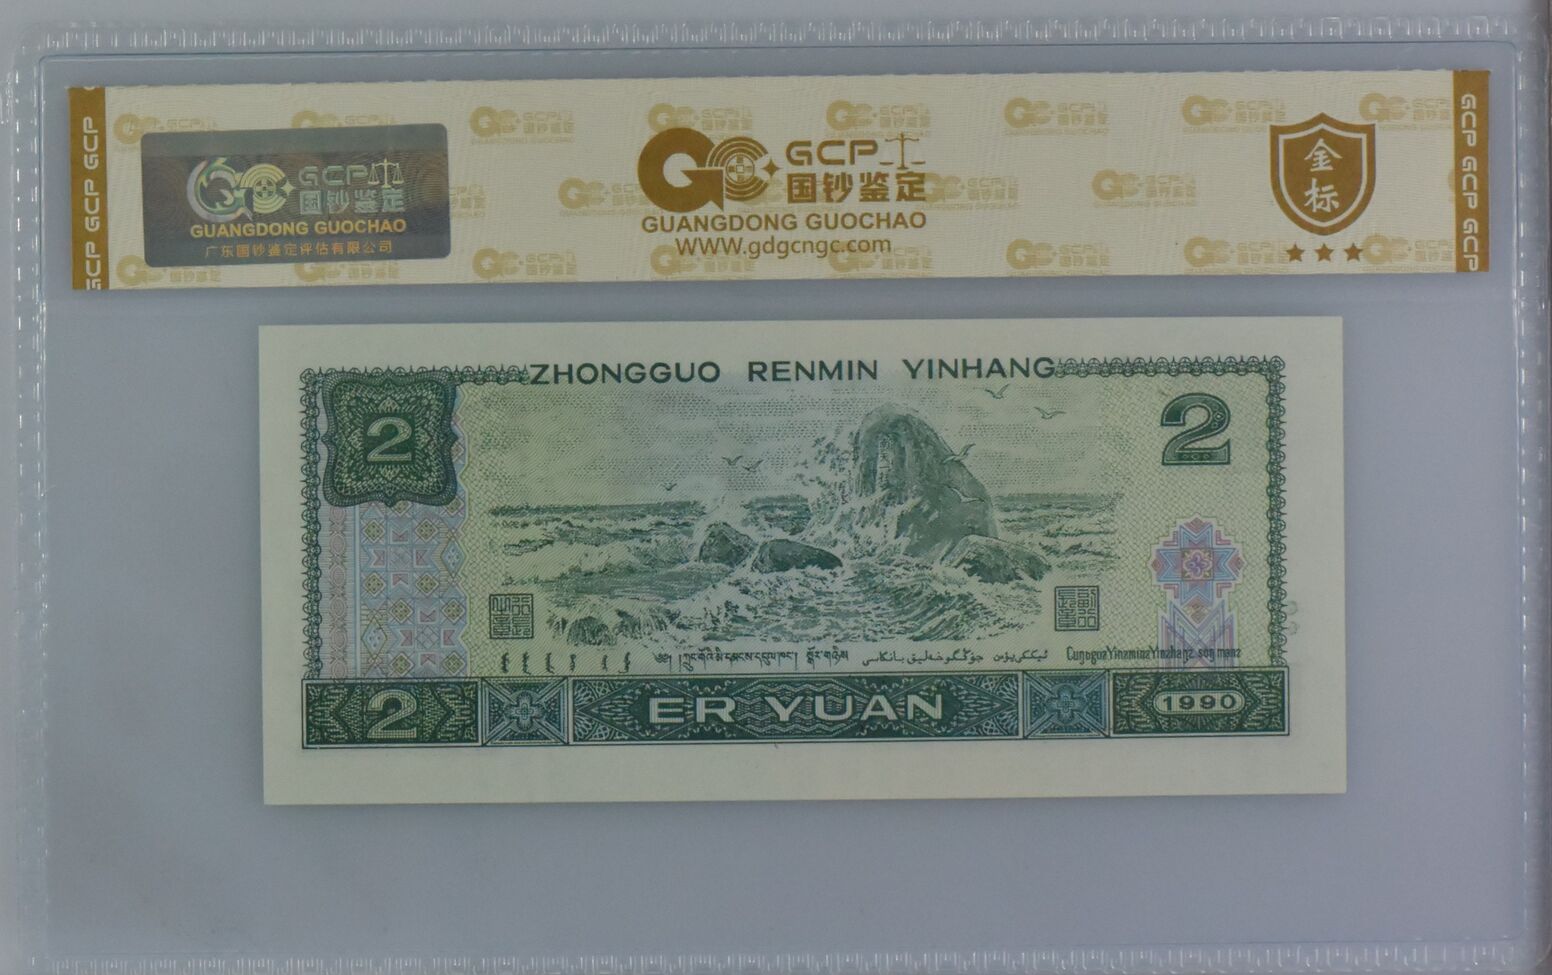 GCP GCP GCP
GCP
国钞鉴定
GUANGDONG GUOCHAO
广东国钞鉴定评估有限公司
GCP
国钞鉴定
GUANGDONG GUOCHAO
WWW.gdgcngc.com
金
标
GCP GCP GCP
ZHONGGUO RENMIN YINHANG
2
2
2
ER YUAN
1990